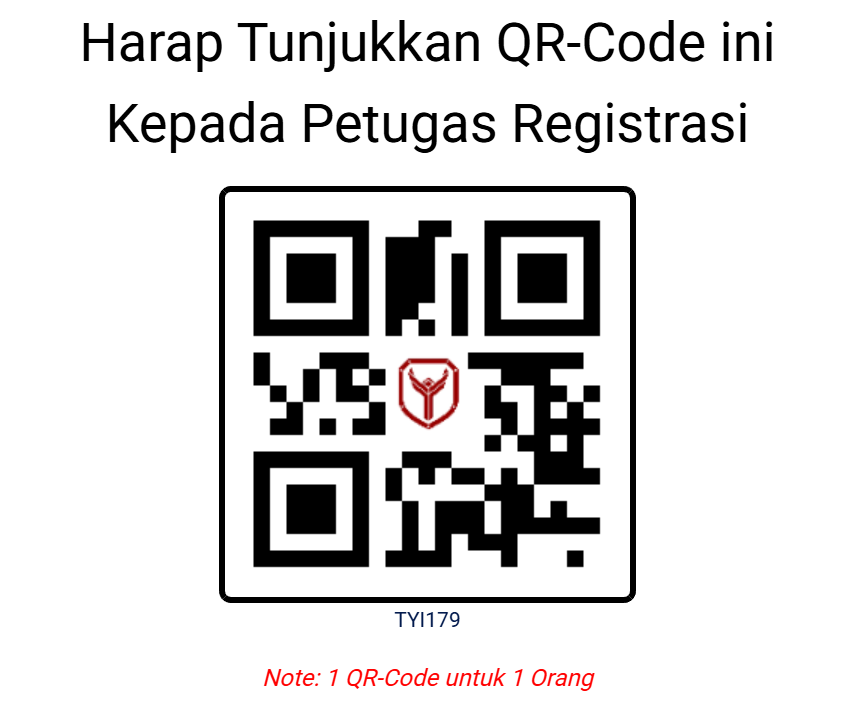 Harap Tunjukkan QR-Code ini
Kepada Petugas Registrasi
TYI179
Note: 1 QR-Code untuk 1 Orang